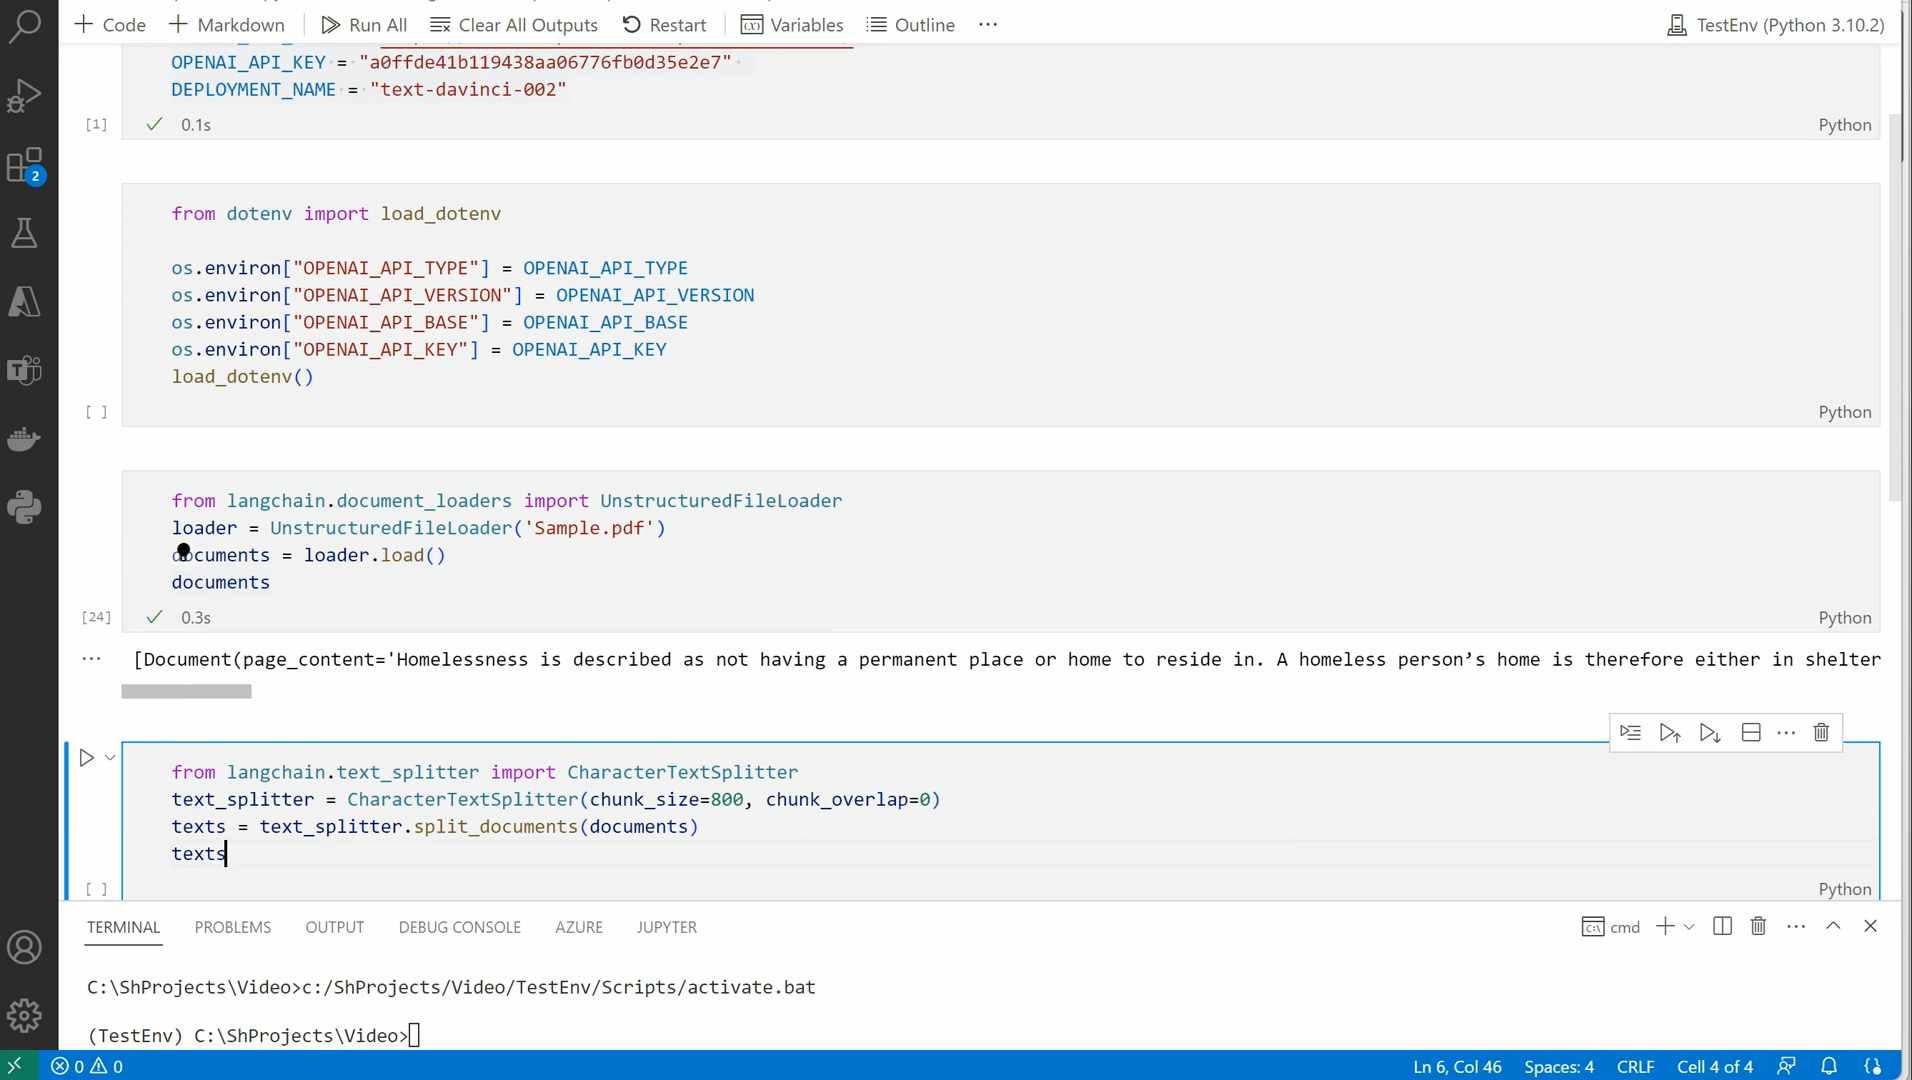 Code
Markdown
Run All
Clear All Outputs
Restart
Variables
Outline
TestEnv (Python 3.10.2)
OPENAI_API_KEY = "a0ffde41b119438aa06776fb0d35e2e7"
DEPLOYMENT_NAME = "text-davinci-002"
[1]
0.1s
Python
from dotenv import load_dotenv
os.environ["OPENAI_API_TYPE"] = OPENAI_API_TYPE
os.environ["OPENAI_API_VERSION"] = OPENAI_API_VERSION
os.environ["OPENAI_API_BASE"] = OPENAI_API_BASE
os.environ["OPENAI_API_KEY"] = OPENAI_API_KEY
load_dotenv()
[ ]
Python
from langchain.document_loaders import UnstructuredFileLoader
loader = UnstructuredFileLoader('Sample.pdf')
documents = loader.load()
documents
[24]
0.3s
Python
[Document(page_content='Homelessness is described as not having a permanent place or home to reside in. A homeless person’s home is therefore either in shelter
from langchain.text_splitter import CharacterTextSplitter
text_splitter = CharacterTextSplitter(chunk_size=800, chunk_overlap=0)
texts = text_splitter.split_documents(documents)
texts
[ ]
Python
2
TERMINAL
PROBLEMS
OUTPUT
DEBUG CONSOLE
AZURE
JUPYTER
cmd
C:\ShProjects\Video>c:/ShProjects/Video/TestEnv/Scripts/activate.bat
(TestEnv) C:\ShProjects\Video>
0
0
Ln 6, Col 46
Spaces: 4
CRLF
Cell 4 of 4